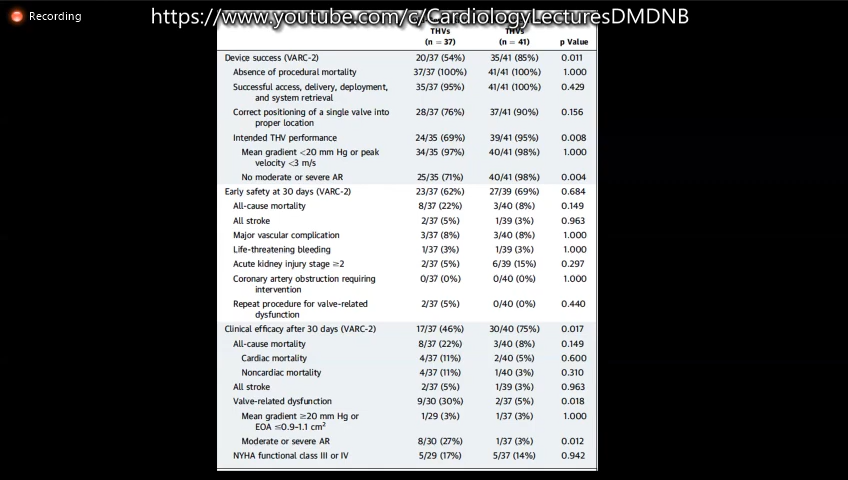 Recording
https://www.youtube.com/c/CardiologyLecturesDMDNB
THVs THVs
(n = 37) (n = 41) p Value
Device success (VARC-2) 20/37 (54%) 35/41 (85%) 0.011
Absence of procedural mortality 37/37 (100%) 41/41 (100%) 1.000
Successful access, delivery, deployment, 35/37 (95%) 41/41 (100%) 0.429
and system retrieval
Correct positioning of a single valve into 28/37 (76%) 37/41 (90%) 0.156
proper location
Intended THV performance 24/35 (69%) 39/41 (95%) 0.008
Mean gradient <20 mm Hg or peak 34/35 (97%) 40/41 (98%) 1.000
velocity <3 m/s
No moderate or severe AR 25/35 (71%) 40/41 (98%) 0.004
Early safety at 30 days (VARC-2) 23/37 (62%) 27/39 (69%) 0.684
All-cause mortality 8/37 (22%) 3/40 (8%) 0.149
All stroke 2/37 (5%) 1/39 (3%) 0.963
Major vascular complication 3/37 (8%) 3/40 (8%) 1.000
Life-threatening bleeding 1/37 (3%) 1/39 (3%) 1.000
Acute kidney injury stage ≥2 2/37 (5%) 6/39 (15%) 0.297
Coronary artery obstruction requiring 0/37 (0%) 0/40 (0%) 1.000
intervention
Repeat procedure for valve-related 2/37 (5%) 0/40 (0%) 0.440
dysfunction
Clinical efficacy after 30 days (VARC-2) 17/37 (46%) 30/40 (75%) 0.017
All-cause mortality 8/37 (22%) 3/40 (8%) 0.149
Cardiac mortality 4/37 (11%) 2/40 (5%) 0.600
Noncardiac mortality 4/37 (11%) 1/40 (3%) 0.310
All stroke 2/37 (5%) 1/39 (3%) 0.963
Valve-related dysfunction 9/30 (30%) 2/37 (5%) 0.018
Mean gradient ≥20 mm Hg or 1/29 (3%) 1/37 (3%) 1.000
EOA ≤0.9-1.1 cm²
Moderate or severe AR 8/30 (27%) 1/37 (3%) 0.012
NYHA functional class III or IV 5/29 (17%) 5/37 (14%) 0.942